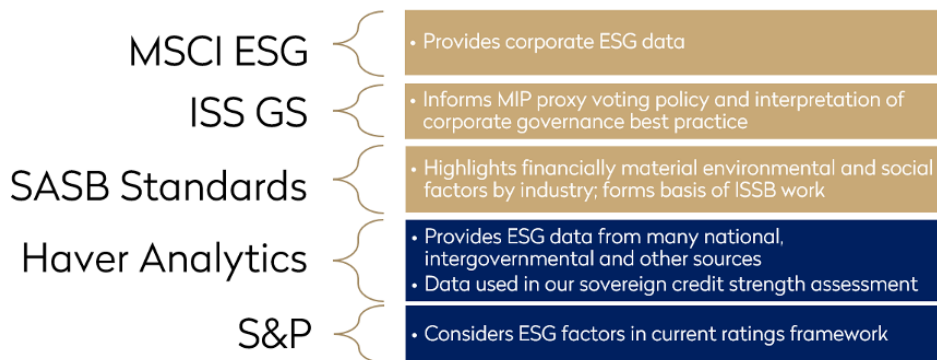 MSCI ESG
• Provides corporate ESG data
ISS GS
• Informs MIP proxy voting policy and interpretation of
corporate governance best practice
SASB Standards
• Highlights financially material environmental and social
factors by industry; forms basis of ISSB work
Haver Analytics
• Provides ESG data from many national,
intergovernmental and other sources
• Data used in our sovereign credit strength assessment
S&P
• Considers ESG factors in current ratings framework